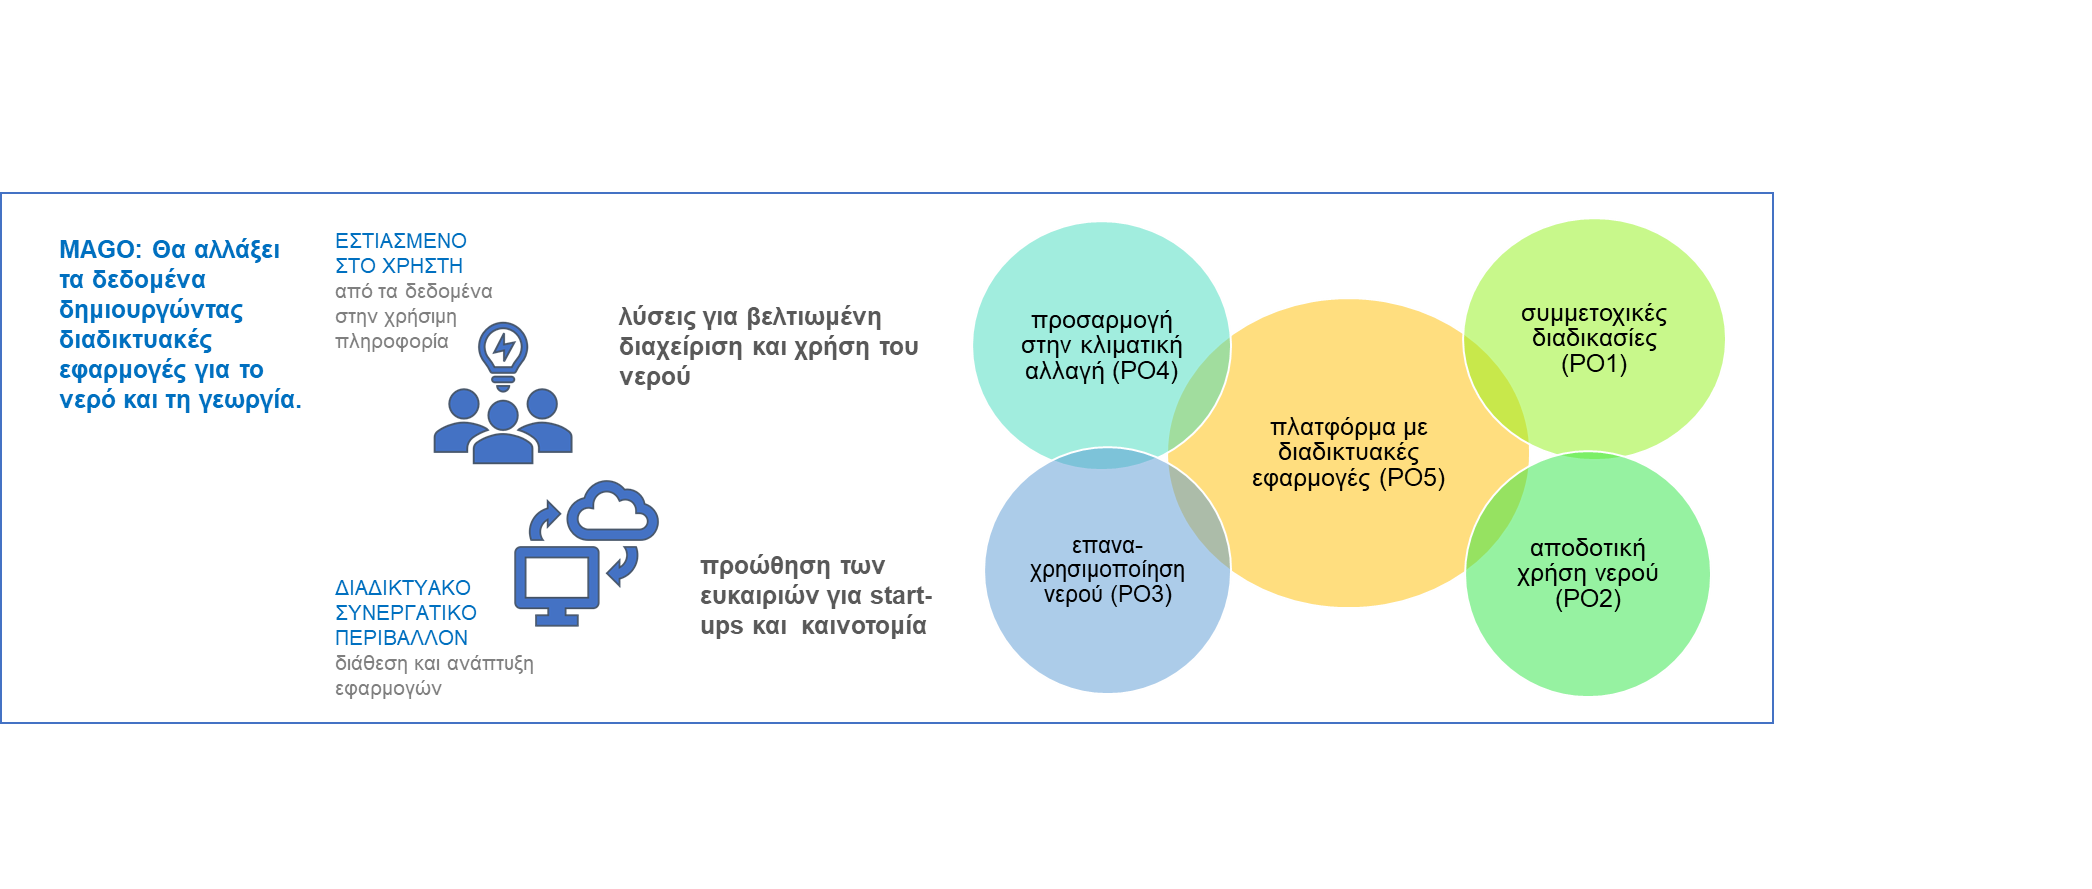 MAGO: Θα αλλάξει
τα δεδομένα
δημιουργώντας
διαδικτυακές
εφαρμογές για το
νερό και τη γεωργία.
ΕΣΤΙΑΣΜΕΝΟ
ΣΤΟ ΧΡΗΣΤΗ
από τα δεδομένα
στην χρήσιμη
πληροφορία
λύσεις για βελτιωμένη
διαχείριση και χρήση του
νερού
ΔΙΑΔΙΚΤΥΑΚΟ
ΣΥΝΕΡΓΑΤΙΚΟ
ΠΕΡΙΒΑΛΛΟΝ
διάθεση και ανάπτυξη
εφαρμογών
προώθηση των
ευκαιριών για start-
ups και  καινοτομία
προσαρμογή
στην κλιματική
αλλαγή (PO4)
συμμετοχικές
διαδικασίες
(PO1)
πλατφόρμα με
διαδικτυακές
εφαρμογές (PO5)
επανα-
χρησιμοποίηση
νερού (PO3)
αποδοτική
χρήση νερού
(PO2)